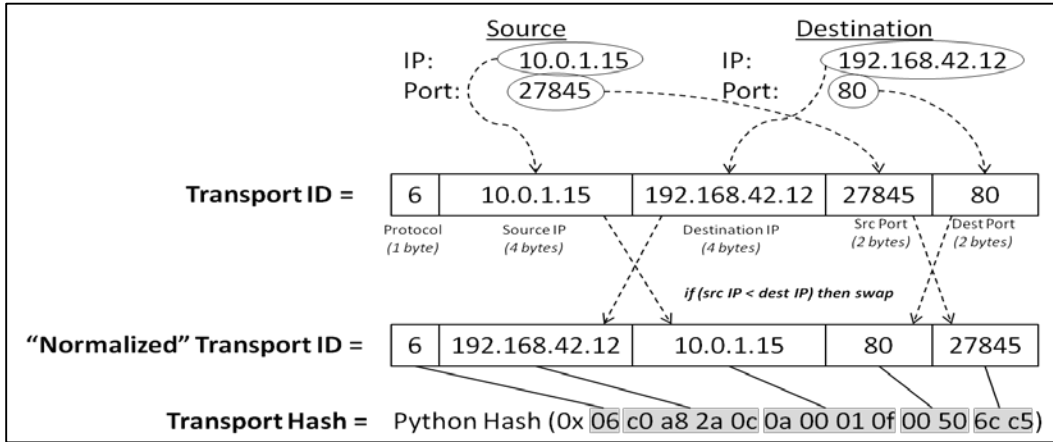 Source Destination
IP: 10.0.1.15 IP: 192.168.42.12
Port: 27845 Port: 80
Transport ID = 6 10.0.1.15 192.168.42.12 27845 80
Protocol Source IP Destination IP Src Port Dest Port
(1 byte) (4 bytes) (4 bytes) (2 bytes) (2 bytes)
if (src IP < dest IP) then swap
“Normalized” Transport ID = 6 192.168.42.12 10.0.1.15 80 27845
Transport Hash = Python Hash (0x 06 c0 a8 2a 0c 0a 00 01 0f 00 50 6c c5)